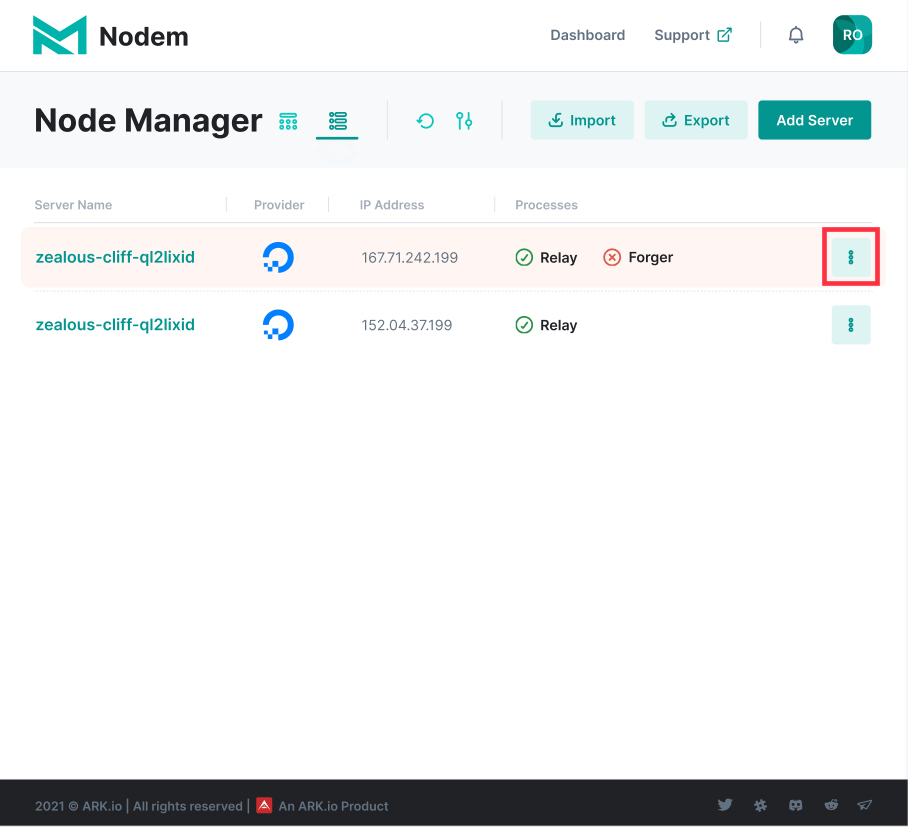 Nodem
Dashboard Support RO
Node Manager Import Export Add Server
Server Name Provider IP Address Processes
zealous-cliff-ql2lixid 167.71.242.199 Relay Forger
zealous-cliff-ql2lixid 152.04.37.199 Relay
2021 © ARK.io | All rights reserved | An ARK.io Product